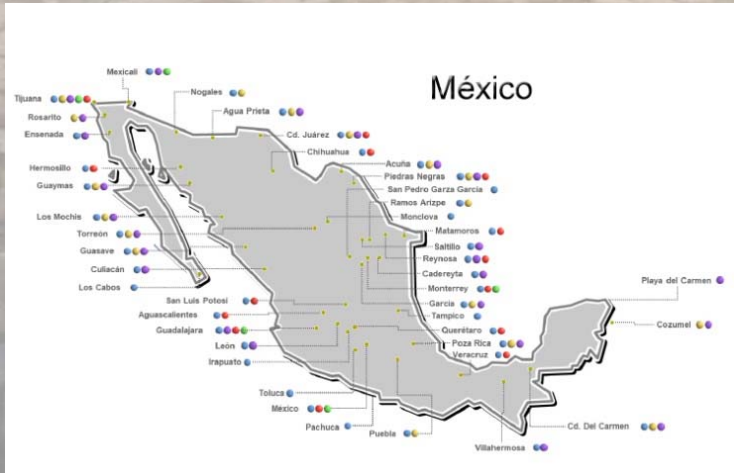 México
Mexicali
Tijuana
Rosarito
Ensenada
Nogales
Agua Prieta
Cd. Juárez
Chihuahua
Hermosillo
Guaymas
Los Mochis
Torreón
Guasave
Culiacán
Los Cabos
Acuña
Piedras Negras
San Pedro Garza García
Ramos Arizpe
Monclova
Matamoros
Saltillo
Reynosa
Cadereyta
Monterrey
García
Tampico
Querétaro
Poza Rica
Veracruz
San Luis Potosí
Aguascalientes
Guadalajara
León
Irapuato
Toluca
México
Pachuca
Puebla
Playa del Carmen
Cozumel
Cd. Del Carmen
Villahermosa